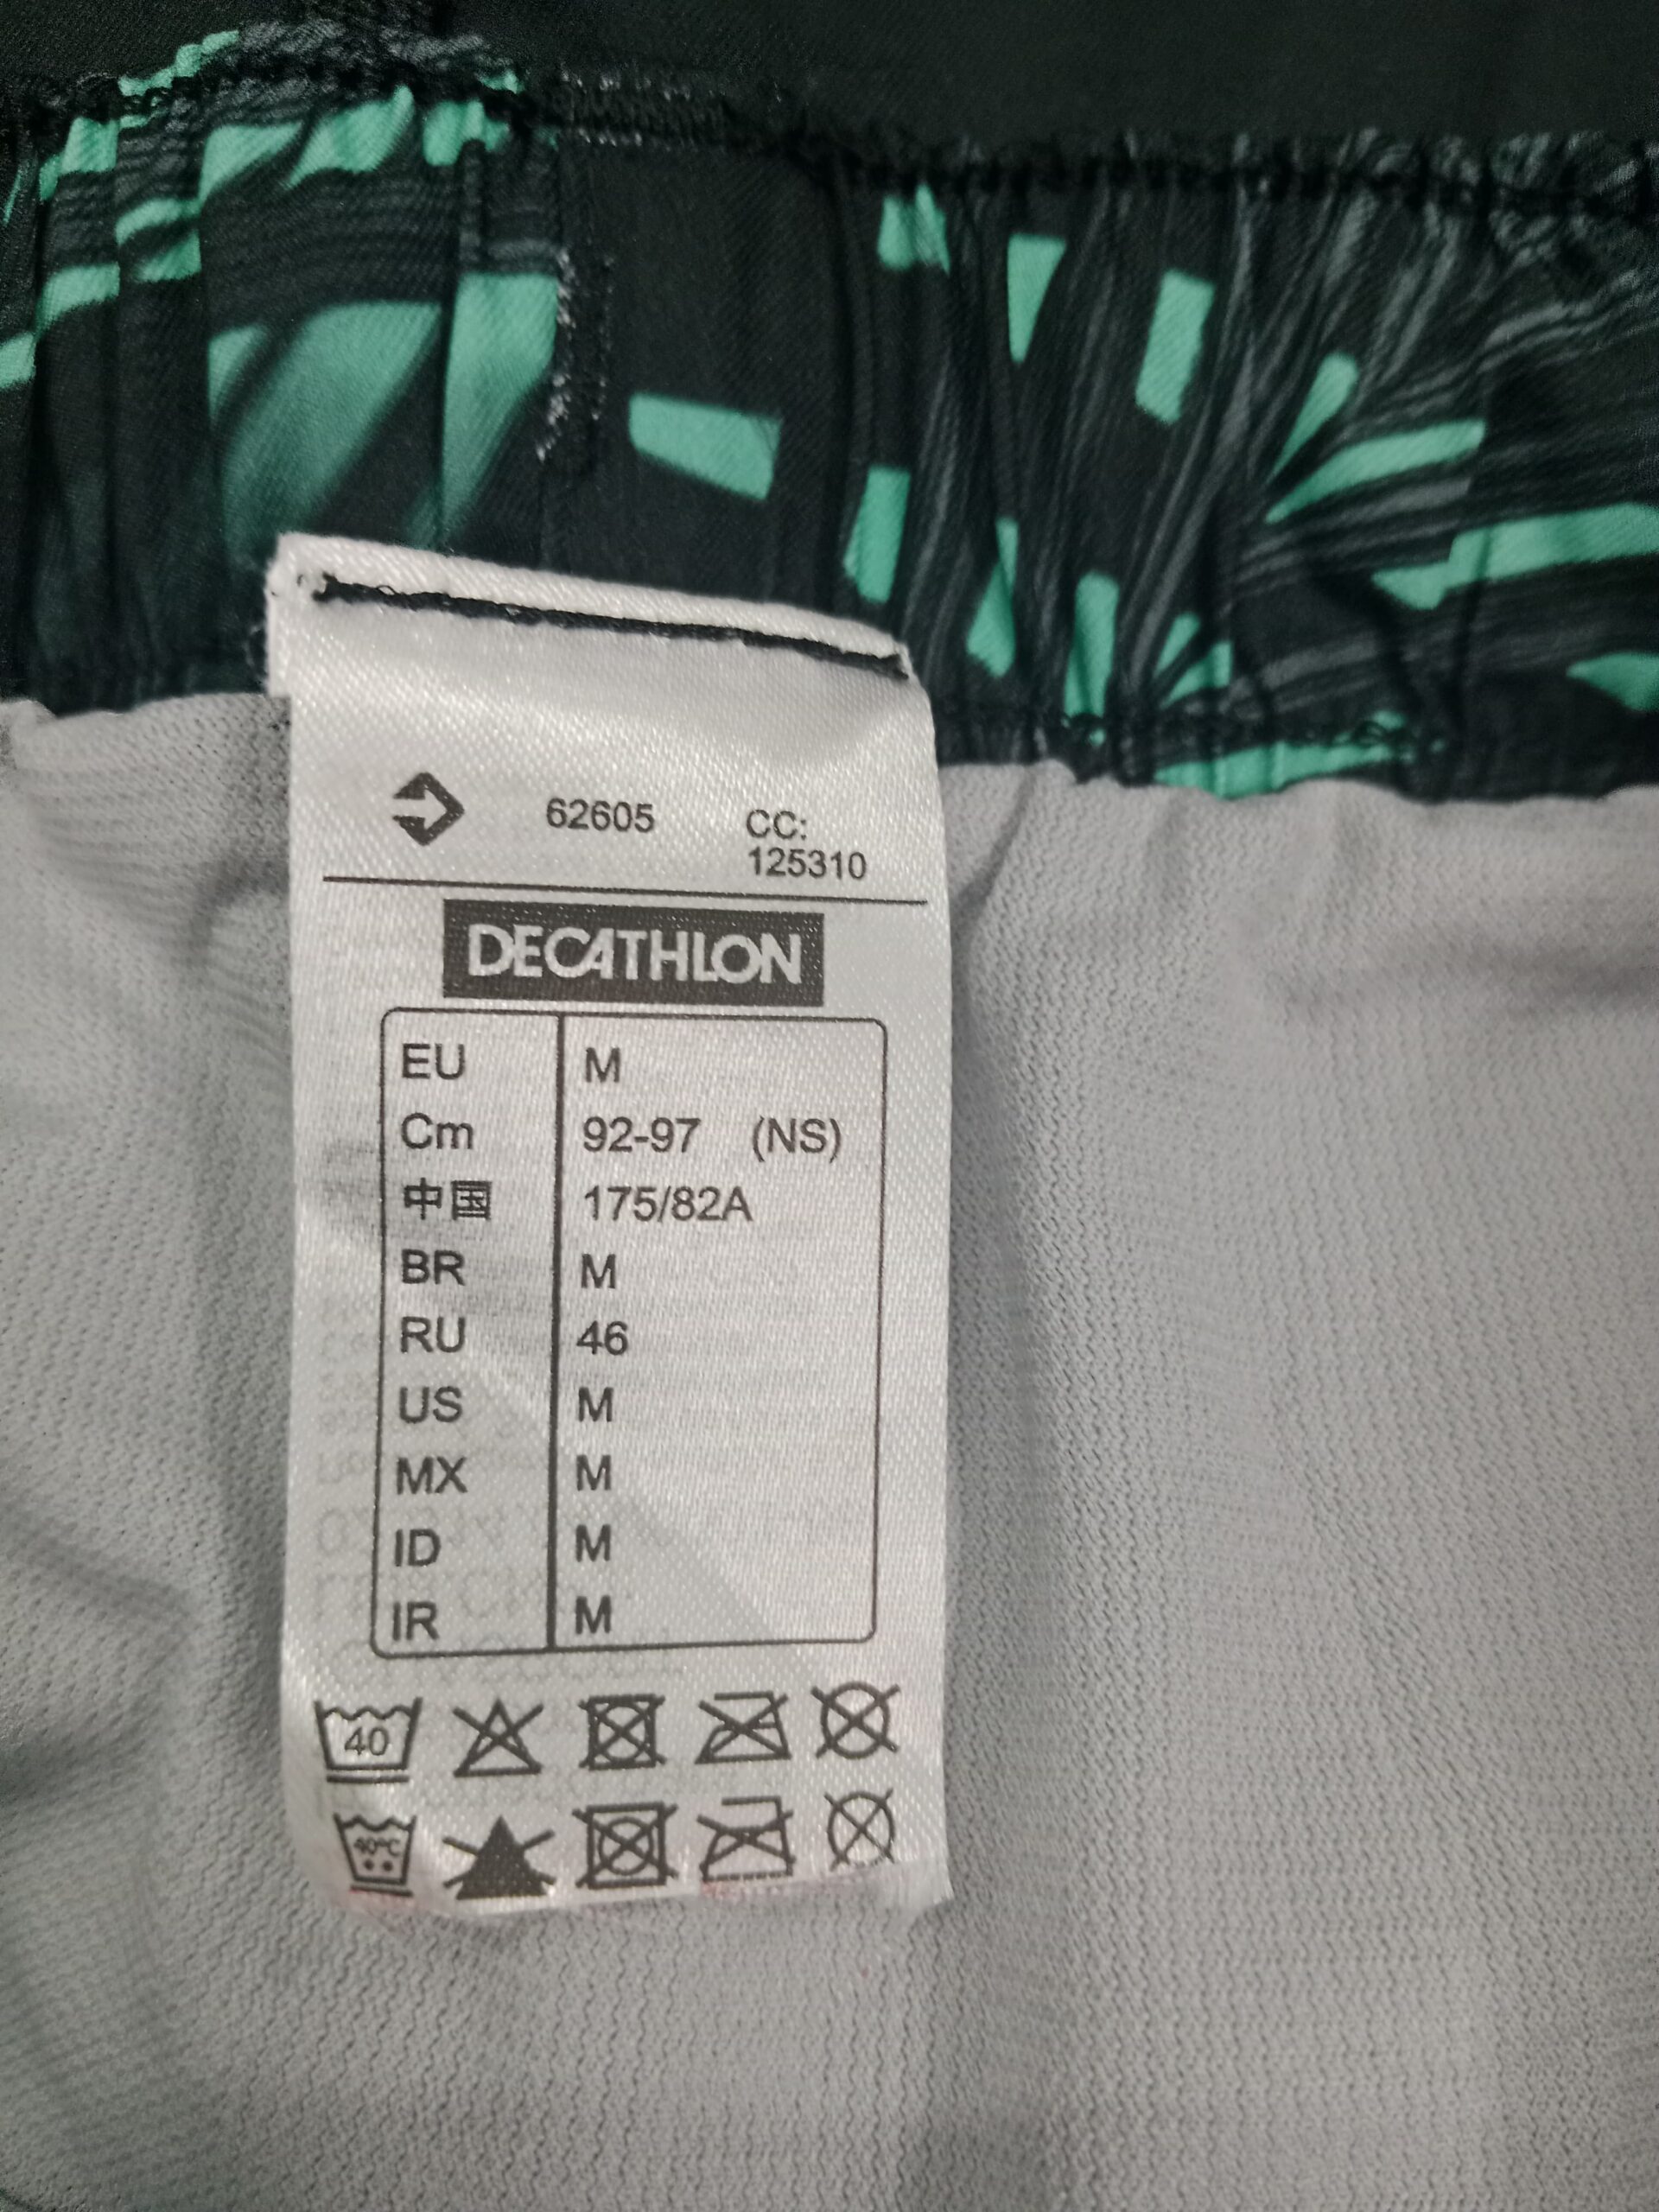 62605 CC:
125310
DECATHLON
EU M
Cm 92-97 (NS)
中国 175/82A
BR M
RU 46
US M
MX M
ID M
IR M
40
40°C